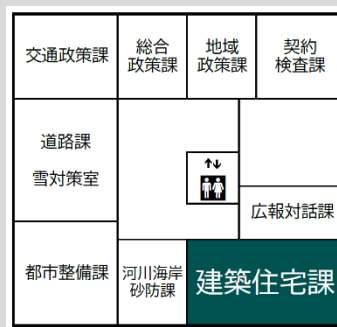 交通政策課
総合
政策課
地域
政策課
契約
検査課
道路課
雪対策室
広報対話課
都市整備課
河川海岸
砂防課
建築住宅課